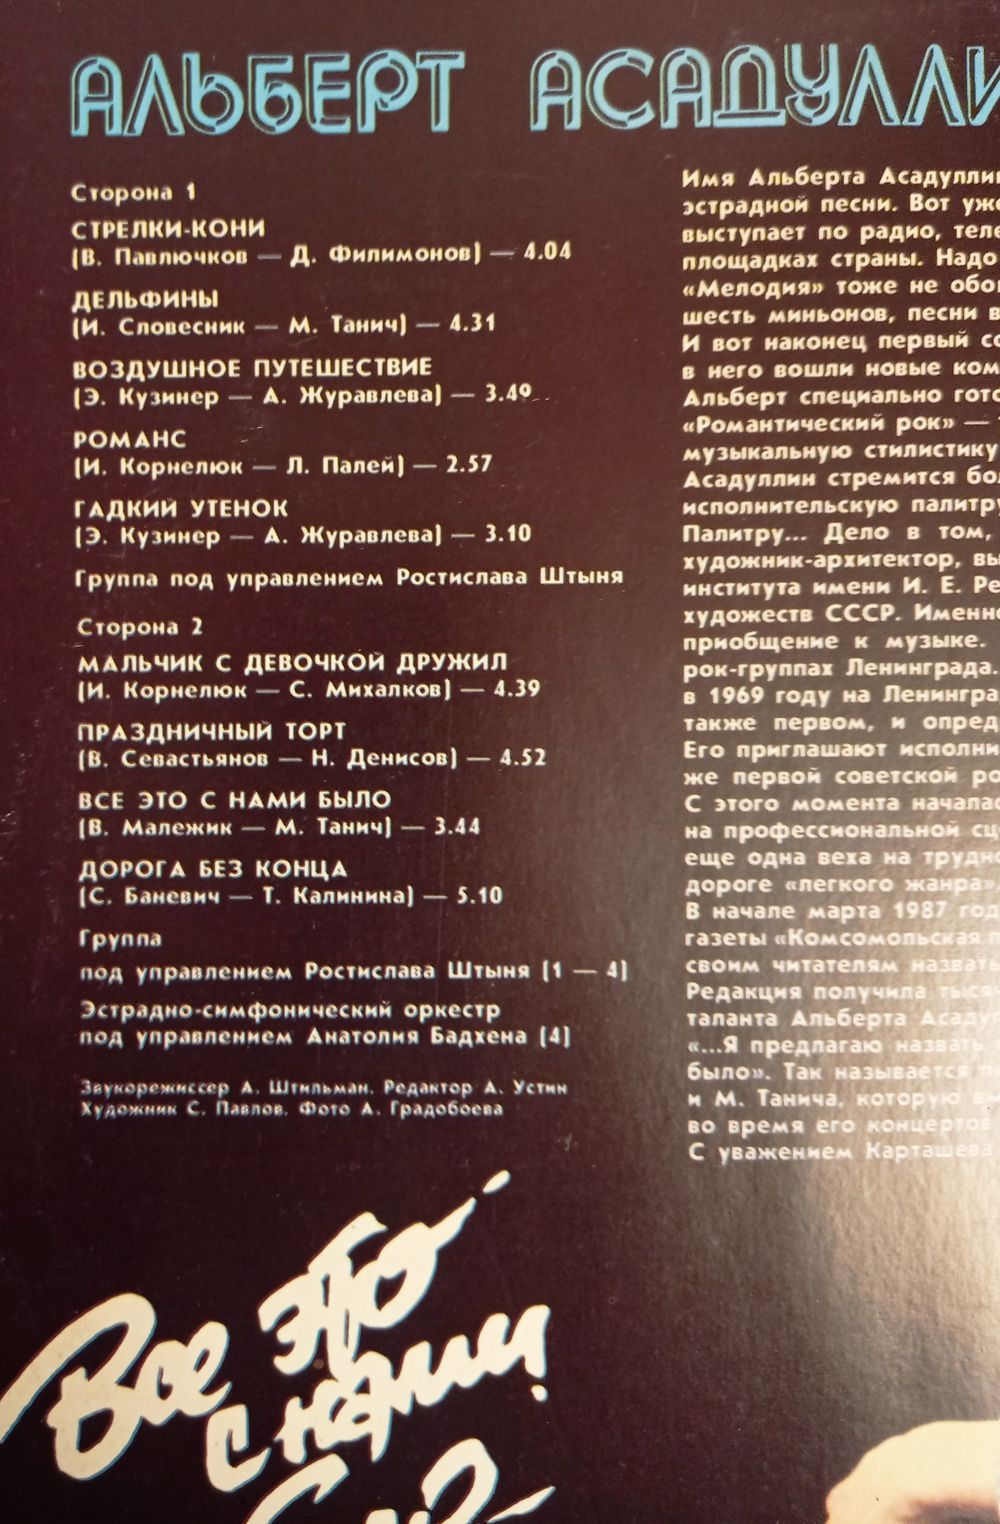 АЛЬБЕРТ АСАДУЛЛИ
Сторона 1
СТРЕЛКИ-КОНИ
(В. Павлючков — Д. Филимонов) — 4.04
ДЕЛЬФИНЫ
(И. Словесник — М. Танич) — 4.31
ВОЗДУШНОЕ ПУТЕШЕСТВИЕ
(Э. Кузинер — А. Журавлева) — 3.49
РОМАНС
(И. Корнелюк — Л. Палей) — 2.57
ГАДКИЙ УТЕНОК
(Э. Кузинер — А. Журавлева) — 3.10
Группа под управлением Ростислава Штыня
Сторона 2
МАЛЬЧИК С ДЕВОЧКОЙ ДРУЖИЛ
(И. Корнелюк — С. Михалков) — 4.39
ПРАЗДНИЧНЫЙ ТОРТ
(В. Севастьянов — Н. Денисов) — 4.52
ВСЕ ЭТО С НАМИ БЫЛО
(В. Малежик — М. Танич) — 3.44
ДОРОГА БЕЗ КОНЦА
(С. Баневич — Т. Калинина) — 5.10
Группа
под управлением Ростислава Штыня (1 — 4)
Эстрадно-симфонический оркестр
под управлением Анатолия Бадхена (4)
Звукорежиссер А. Штильман. Редактор А. Устин
Художник С. Павлов. Фото А. Градобоева
Имя Альберта Асадуллин
эстрадной песни. Вот уже
выступает по радио, теле
площадках страны. Надо
«Мелодия» тоже не обо
шесть миньонов, песни в
И вот наконец первый со
в него вошли новые ком
Альберт специально гото
«Романтический рок» —
музыкальную стилистику
Асадуллин стремится бол
исполнительскую палитру
Палитру... Дело в том,
художник-архитектор, вы
института имени И. Е. Ре
художеств СССР. Именно
приобщение к музыке.
рок-группах Ленинграда.
в 1969 году на Ленингра
также первом, и опред
Его приглашают исполни
же первой советской ро
С этого момента началас
на профессиональной сц
еще одна веха на трудно
дороге «легкого жанра»
В начале марта 1987 год
газеты «Комсомольская п
своим читателям назвать
Редакция получила тыся
таланта Альберта Асаду
«...Я предлагаю назвать
было». Так называется пе
и М. Танича, которую
во время его концертов
С уважением Карташева
Все это
с нами